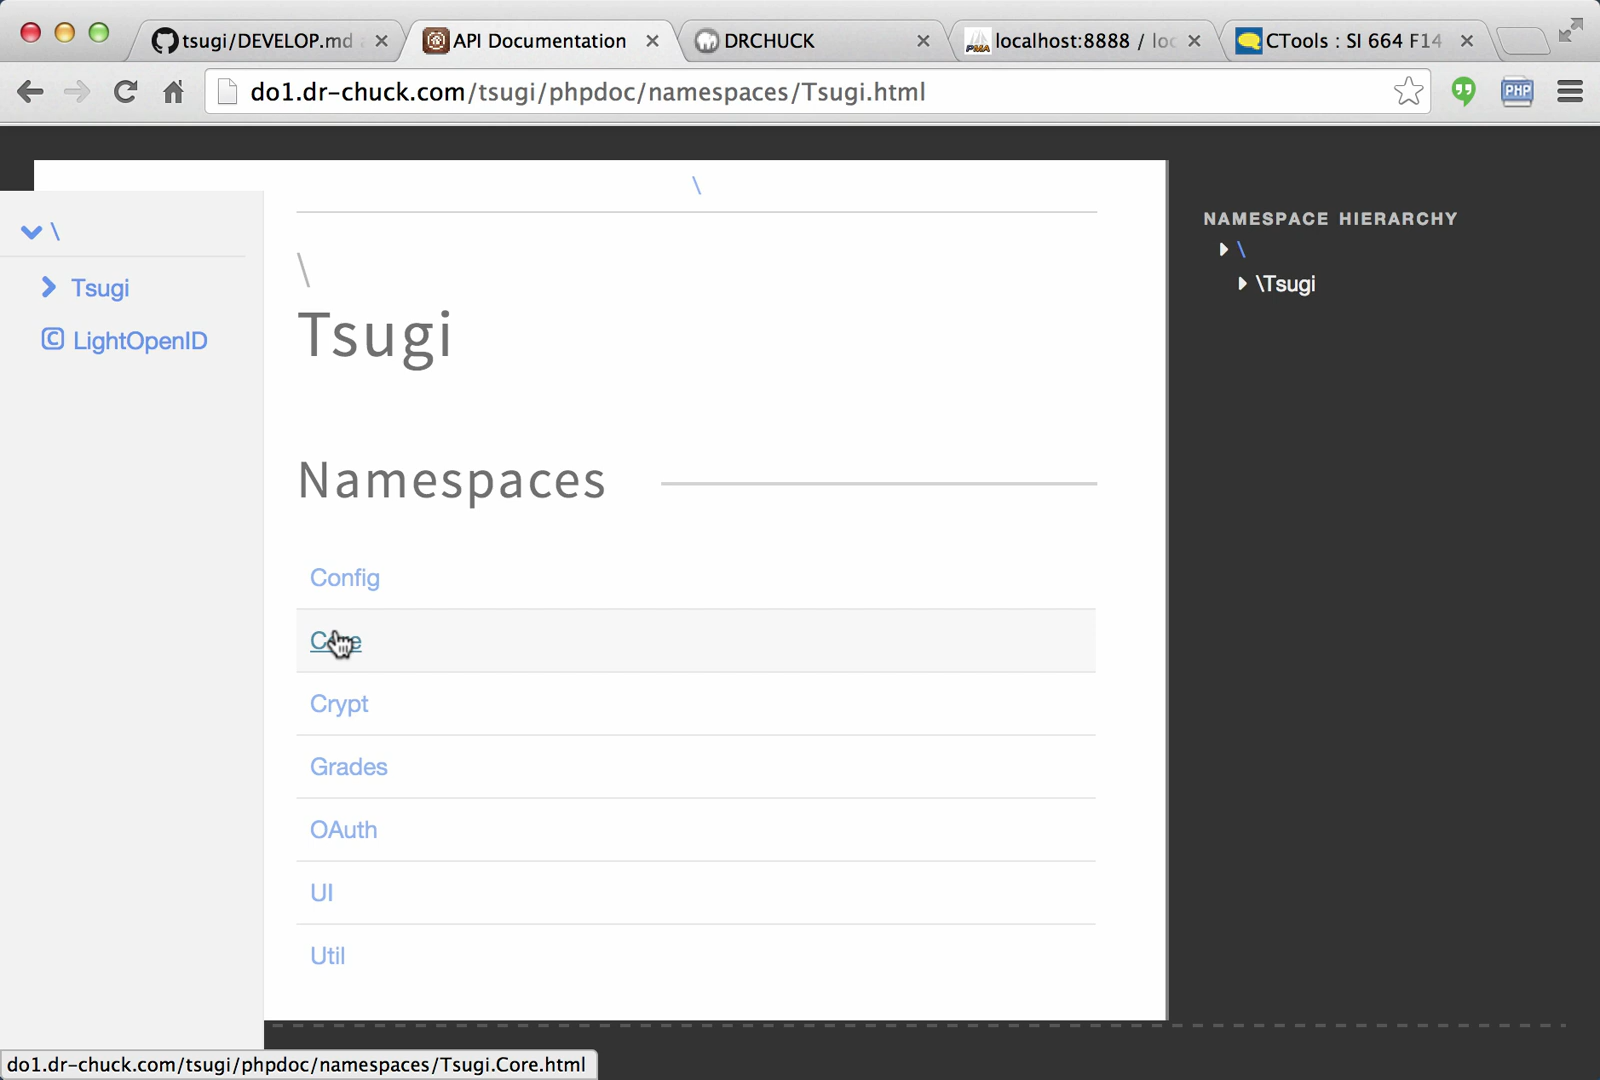 tsugi/DEVELOP.md
API Documentation
DRCHUCK
localhost:8888 / loc
CTools : SI 664 F14
do1.dr-chuck.com/tsugi/phpdoc/namespaces/Tsugi.html
PHP
\
\
Tsugi
LightOpenID
\
Tsugi
Namespaces
Config
Crypt
Grades
OAuth
UI
Util
NAMESPACE HIERARCHY
\
\Tsugi
do1.dr-chuck.com/tsugi/phpdoc/namespaces/Tsugi.Core.html